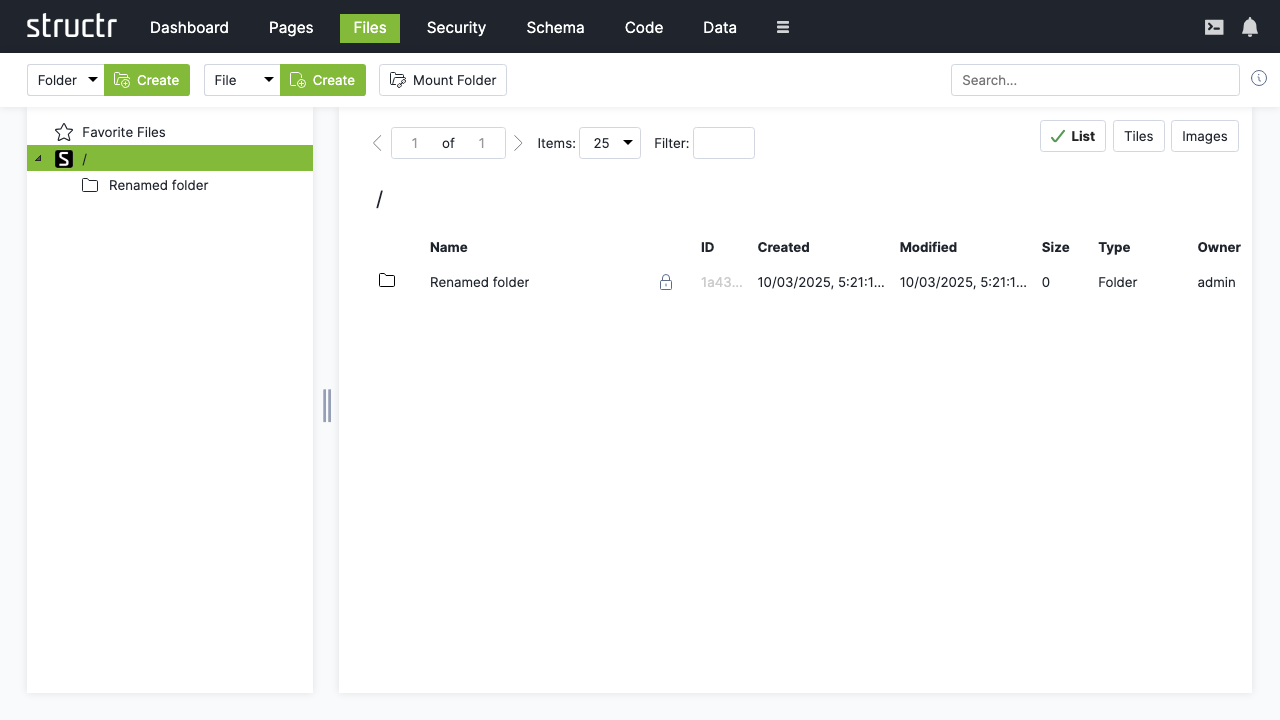 structr Dashboard Pages Files Security Schema Code Data
Folder Create File Create Mount Folder Search...
Favorite Files
/
Renamed folder
1 of 1 Items: 25 Filter: List Tiles Images
/
Name ID Created Modified Size Type Owner
Renamed folder 1a43... 10/03/2025, 5:21:1... 10/03/2025, 5:21:1... 0 Folder admin